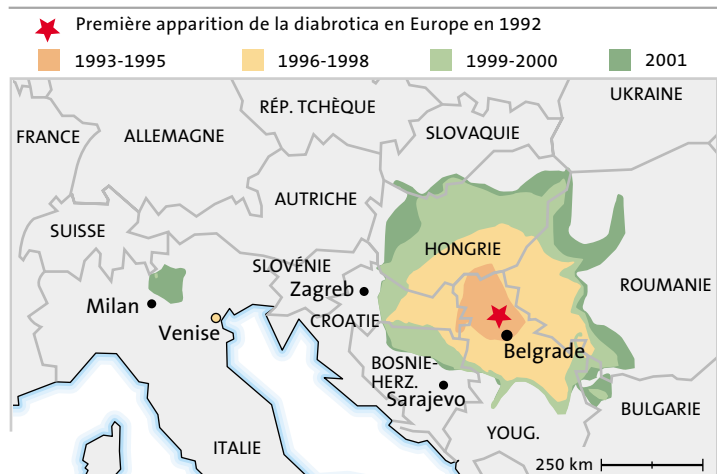 Première apparition de la diabrotica en Europe en 1992
1993-1995 1996-1998 1999-2000 2001
UKRAINE
RÉP. TCHÈQUE
FRANCE ALLEMAGNE SLOVAQUIE
AUTRICHE
SUISSE
HONGRIE
SLOVÉNIE
ROUMANIE
Zagreb
Milan
CROATIE
Venise
Belgrade
BOSNIE-
HERZ.
Sarajevo
BULGARIE
YOUG.
ITALIE
250 km